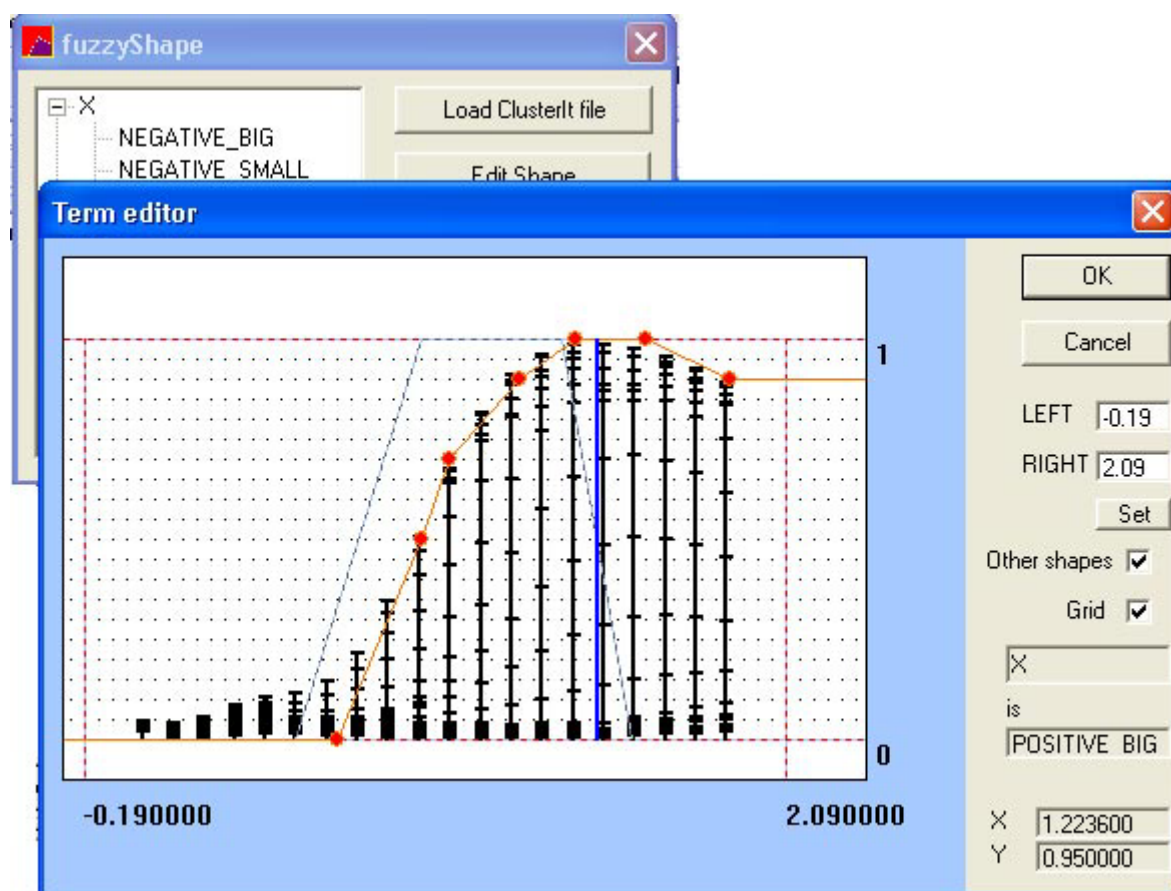 fuzzyShape
X
NEGATIVE_BIG
NEGATIVE_SMALL
Load ClusterIt file
Edit Shape
Term editor
1
0
-0.190000
2.090000
OK
Cancel
LEFT -0.19
RIGHT 2.09
Set
Other shapes
Grid
X
is
POSITIVE_BIG
X 1.223600
Y 0.950000